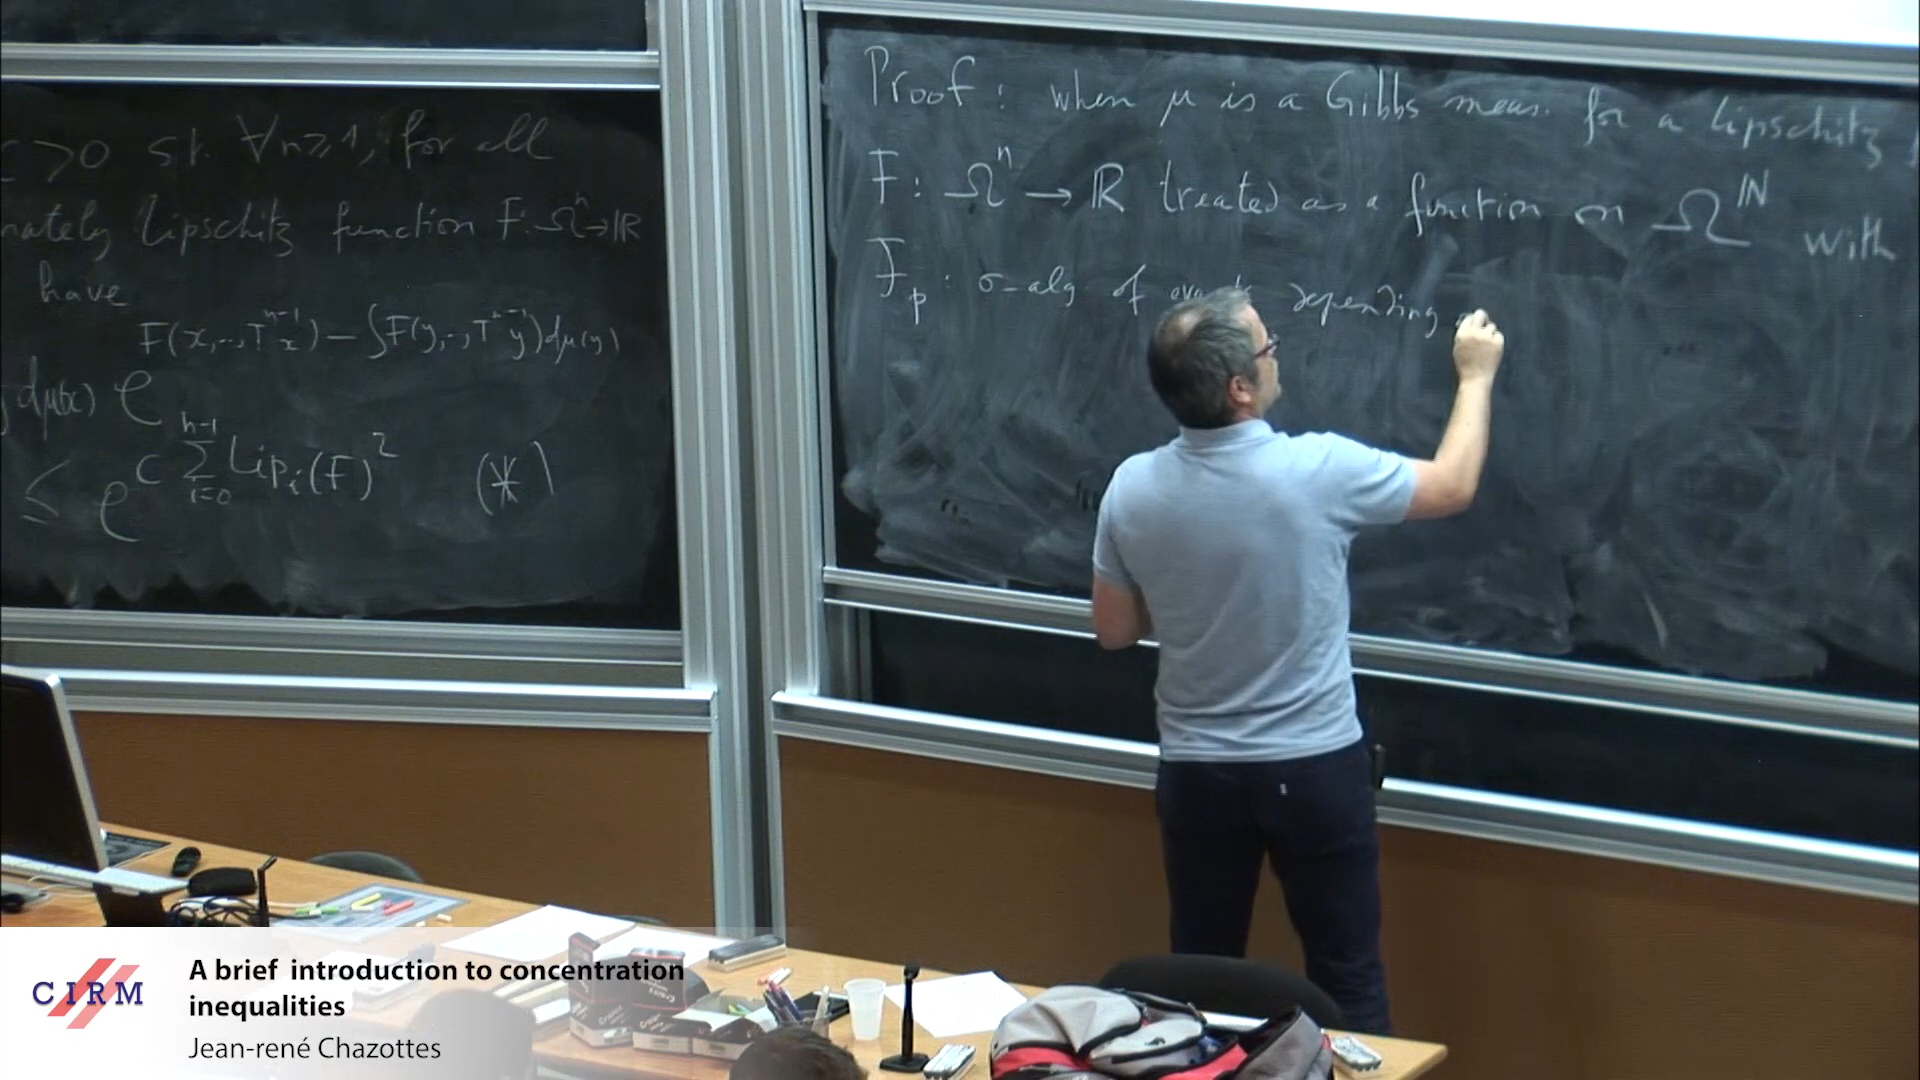 >0 st. ∀n≥1, for all
nately Lipschitz function F: Ωⁿ→ℝ
have
F(x,..,Tⁿ⁻¹x) − ∫F(y,..,Tⁿ⁻¹y)dμ(y)
dμ(x) e
≤ e^{C Σ_{i=0}^{n-1} Lip_i(F)²} (*)
Proof: when μ is a Gibbs meas. for a Lipschitz
F: Ωⁿ → ℝ treated as a function on Ω^ℕ with
F_p: σ-alg of events depending
CIRM
A brief introduction to concentration
inequalities
Jean-rené Chazottes